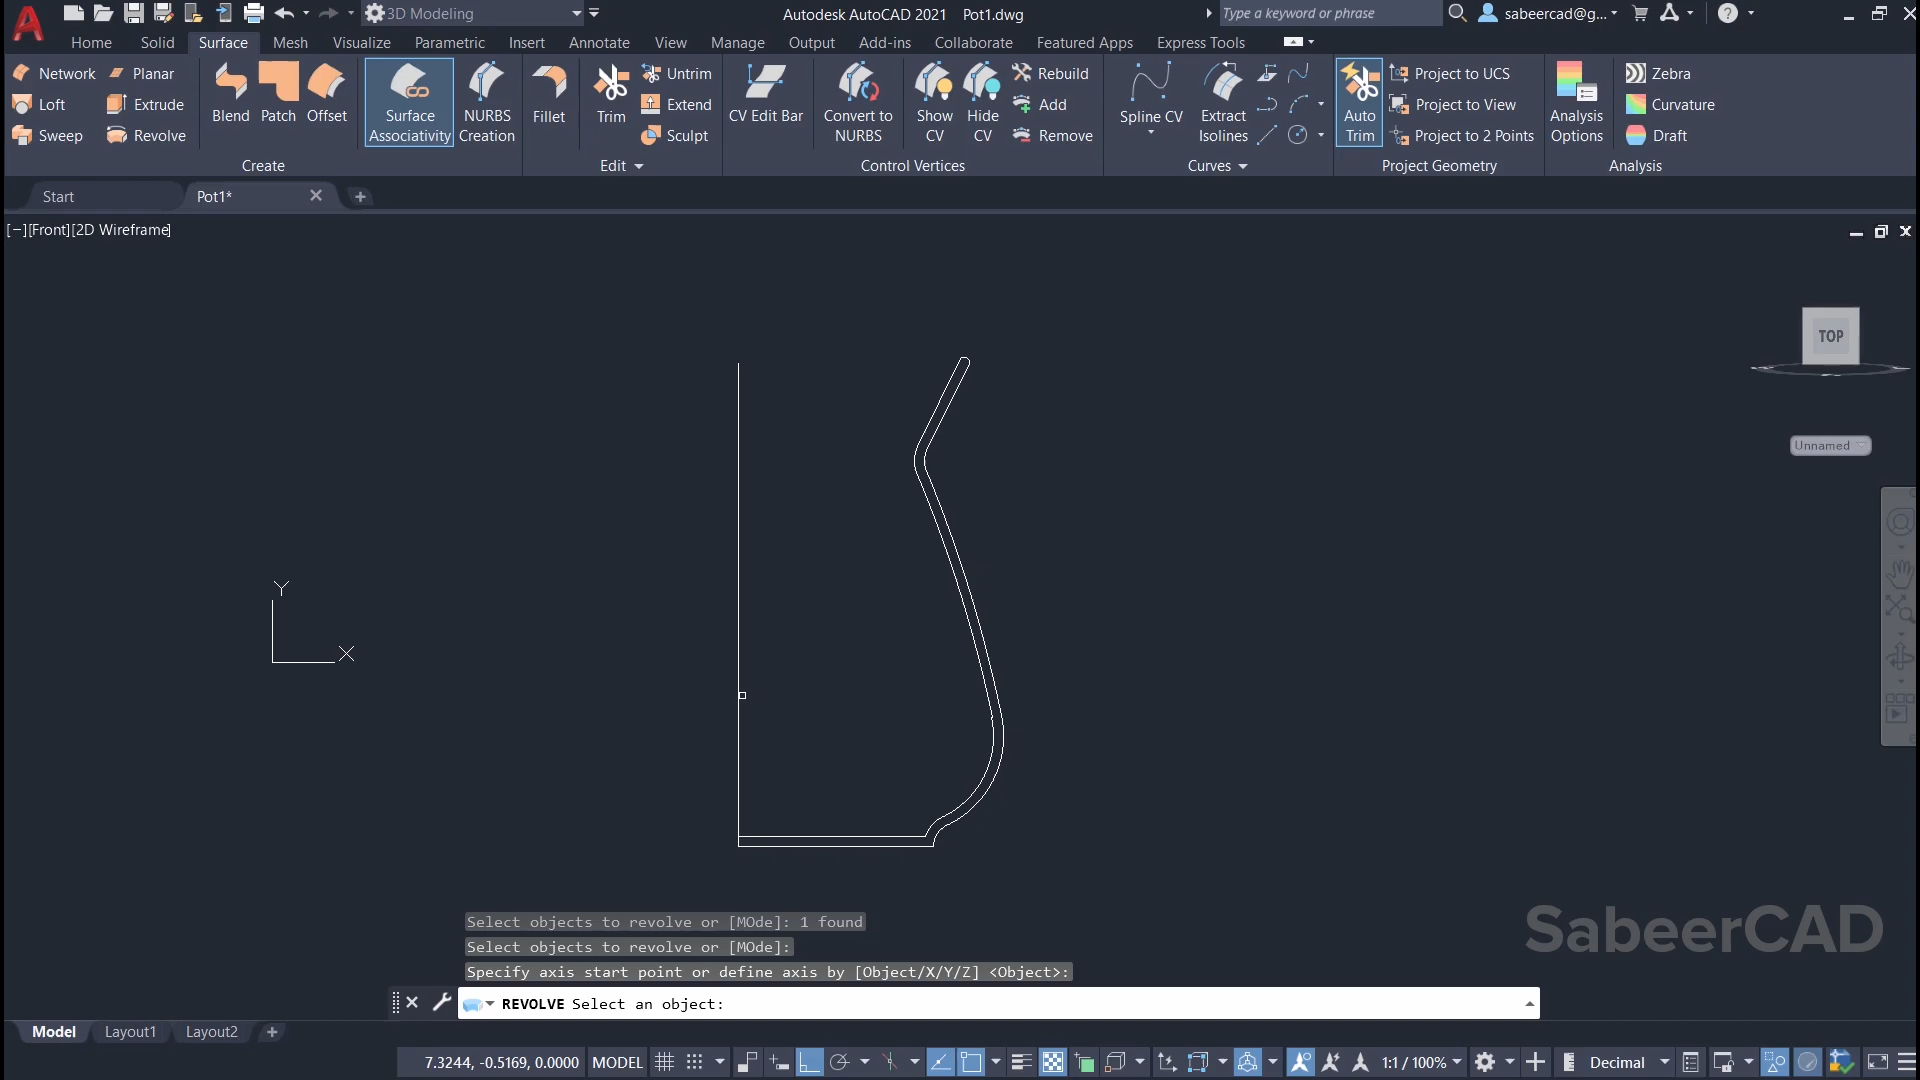 3D Modeling
Autodesk AutoCAD 2021 Pot1.dwg
Type a keyword or phrase
sabeercad@g...
Home Solid Surface Mesh Visualize Parametric Insert Annotate View Manage Output Add-ins Collaborate Featured Apps Express Tools
Network Planar
Loft Extrude
Sweep Revolve
Blend Patch Offset
Surface Associativity
NURBS Creation
Create
Fillet
Trim
Untrim
Extend
Sculpt
Edit
CV Edit Bar
Convert to NURBS
Show CV
Hide CV
Rebuild
Add
Remove
Control Vertices
Spline CV
Extract Isolines
Curves
Auto Trim
Project to UCS
Project to View
Project to 2 Points
Project Geometry
Analysis Options
Zebra
Curvature
Draft
Analysis
Start Pot1*
[−][Front][2D Wireframe]
TOP
Unnamed
Y
X
Select objects to revolve or [MOde]: 1 found
Select objects to revolve or [MOde]:
Specify axis start point or define axis by [Object/X/Y/Z] <Object>:
REVOLVE Select an object:
SabeerCAD
Model Layout1 Layout2
7.3244, -0.5169, 0.0000 MODEL 1:1 / 100% Decimal